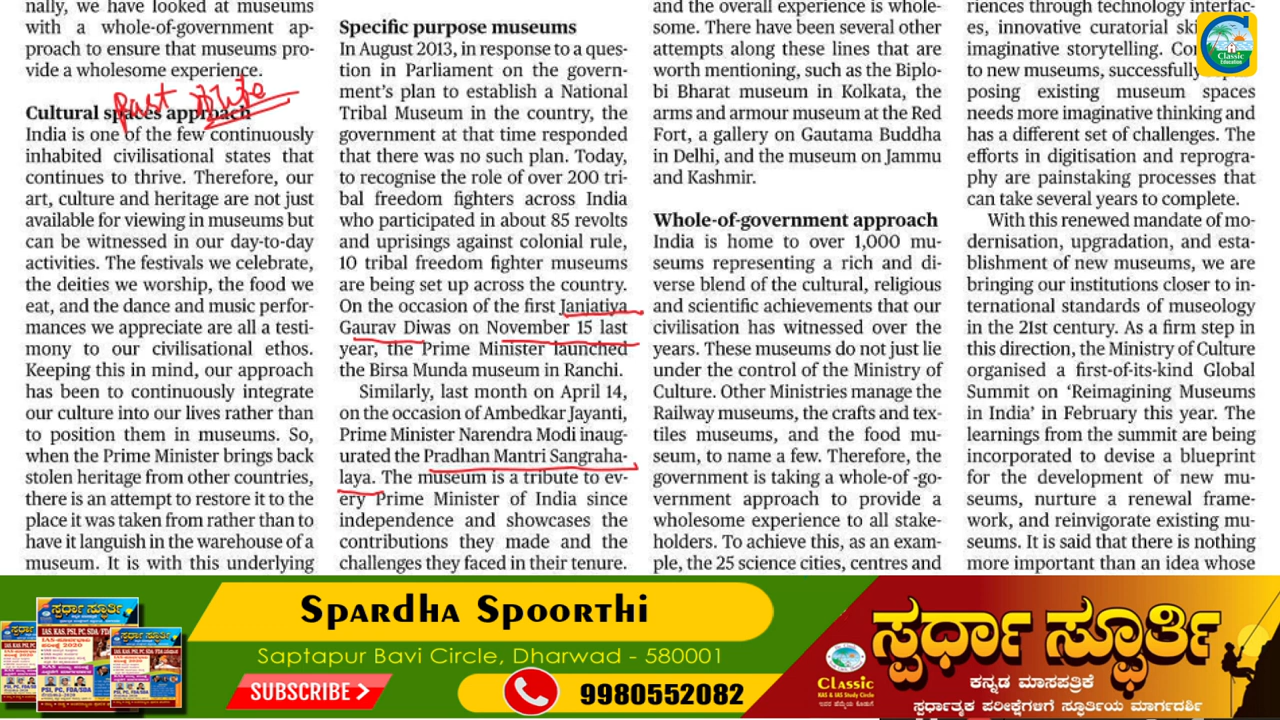 nally, we have looked at museums
with a whole-of-government ap-
proach to ensure that museums pro-
vide a wholesome experience.
Past
Cultural spaces approach
India is one of the few continuously
inhabited civilisational states that
continues to thrive. Therefore, our
art, culture and heritage are not just
available for viewing in museums but
can be witnessed in our day-to-day
activities. The festivals we celebrate,
the deities we worship, the food we
eat, and the dance and music perfor-
mances we appreciate are all a testi-
mony to our civilisational ethos.
Keeping this in mind, our approach
has been to continuously integrate
our culture into our lives rather than
to position them in museums. So,
when the Prime Minister brings back
stolen heritage from other countries,
there is an attempt to restore it to the
place it was taken from rather than to
have it languish in the warehouse of a
museum. It is with this underlying
Specific purpose museums
In August 2013, in response to a ques-
tion in Parliament on the govern-
ment's plan to establish a National
Tribal Museum in the country, the
government at that time responded
that there was no such plan. Today,
to recognise the role of over 200 tri-
bal freedom fighters across India
who participated in about 85 revolts
and uprisings against colonial rule,
10 tribal freedom fighter museums
are being set up across the country.
On the occasion of the first Janjatiya
Gaurav Diwas on November 15 last
year, the Prime Minister launched
the Birsa Munda museum in Ranchi.
Similarly, last month on April 14,
on the occasion of Ambedkar Jayanti,
Prime Minister Narendra Modi inaug-
urated the Pradhan Mantri Sangraha-
laya. The museum is a tribute to ev-
ery Prime Minister of India since
independence and showcases the
contributions they made and the
challenges they faced in their tenure.
and the overall experience is whole-
some. There have been several other
attempts along these lines that are
worth mentioning, such as the Biplo-
bi Bharat museum in Kolkata, the
arms and armour museum at the Red
Fort, a gallery on Gautama Buddha
in Delhi, and the museum on Jammu
and Kashmir.
Whole-of-government approach
India is home to over 1,000 mu-
seums representing a rich and di-
verse blend of the cultural, religious
and scientific achievements that our
civilisation has witnessed over the
years. These museums do not just lie
under the control of the Ministry of
Culture. Other Ministries manage the
Railway museums, the crafts and tex-
tiles museums, and the food mu-
seum, to name a few. Therefore, the
government is taking a whole-of -go-
vernment approach to provide a
wholesome experience to all stake-
holders. To achieve this, as an exam-
ple, the 25 science cities, centres and
riences through technology interfac-
es, innovative curatorial
imaginative storytelling.
to new museums, successfully
posing existing museum spaces
needs more imaginative thinking and
has a different set of challenges. The
efforts in digitisation and reprogra-
phy are painstaking processes that
can take several years to complete.
With this renewed mandate of mo-
dernisation, upgradation, and esta-
blishment of new museums, we are
bringing our institutions closer to in-
ternational standards of museology
in the 21st century. As a firm step in
this direction, the Ministry of Culture
organised a first-of-its-kind Global
Summit on 'Reimagining Museums
in India' in February this year. The
learnings from the summit are being
incorporated to devise a blueprint
for the development of new mu-
seums, nurture a renewal frame-
work, and reinvigorate existing mu-
seums. It is said that there is nothing
more important than an idea whose
Classic
Education
Spardha Spoorthi
Saptapur Bavi Circle, Dharwad - 580001
SUBSCRIBE
9980552082
ಸ್ಪರ್ಧಾ ಸ್ಫೂರ್ತಿ
ಕನ್ನಡ ಮಾಸಪತ್ರಿಕೆ
ಸ್ಪರ್ಧಾತ್ಮಕ ಪರೀಕ್ಷೆಗಳಿಗೆ ಸ್ಫೂರ್ತಿಯ ಮಾರ್ಗದರ್ಶಿ
Classic
KAS & IAS Study Circle